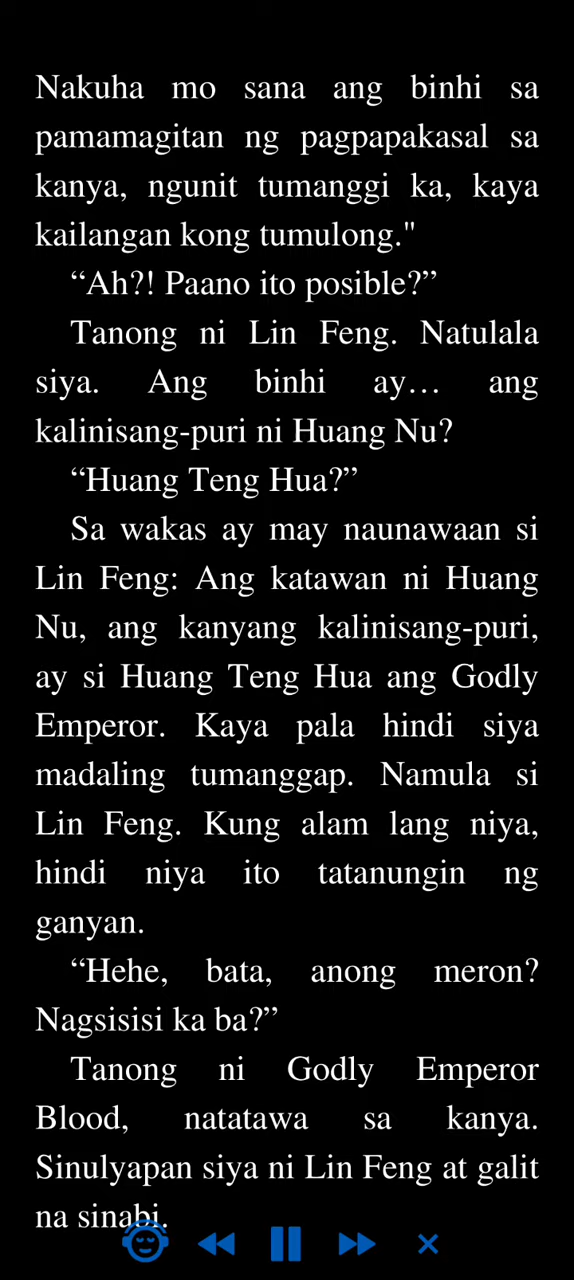 Nakuha mo sana ang binhi sa
pamamagitan ng pagpapakasal sa
kanya, ngunit tumanggi ka, kaya
kailangan kong tumulong."
“Ah?! Paano ito posible?”
Tanong ni Lin Feng. Natulala
siya. Ang binhi ay… ang
kalinisang-puri ni Huang Nu?
“Huang Teng Hua?”
Sa wakas ay may naunawaan si
Lin Feng: Ang katawan ni Huang
Nu, ang kanyang kalinisang-puri,
ay si Huang Teng Hua ang Godly
Emperor. Kaya pala hindi siya
madaling tumanggap. Namula si
Lin Feng. Kung alam lang niya,
hindi niya ito tatanungin ng
ganyan.
“Hehe, bata, anong meron?
Nagsisisi ka ba?”
Tanong ni Godly Emperor
Blood, natatawa sa kanya.
Sinulyapan siya ni Lin Feng at galit
na sinabi.